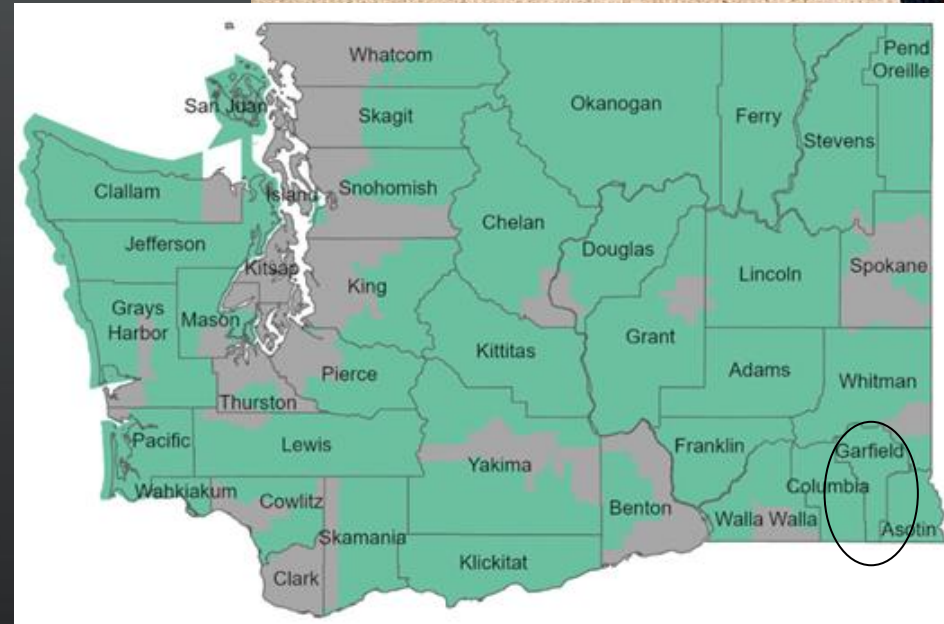 Whatcom
Pend
Oreille
San Juan
Skagit
Okanogan
Ferry
Stevens
Clallam
Island
Snohomish
Chelan
Jefferson
Douglas
Kitsap
King
Lincoln
Spokane
Grays
Harbor
Mason
Grant
Kittitas
Pierce
Adams
Whitman
Thurston
Pacific
Lewis
Yakima
Franklin
Garfield
Wahkiakum
Cowlitz
Columbia
Benton
Walla Walla
Asotin
Skamania
Klickitat
Clark